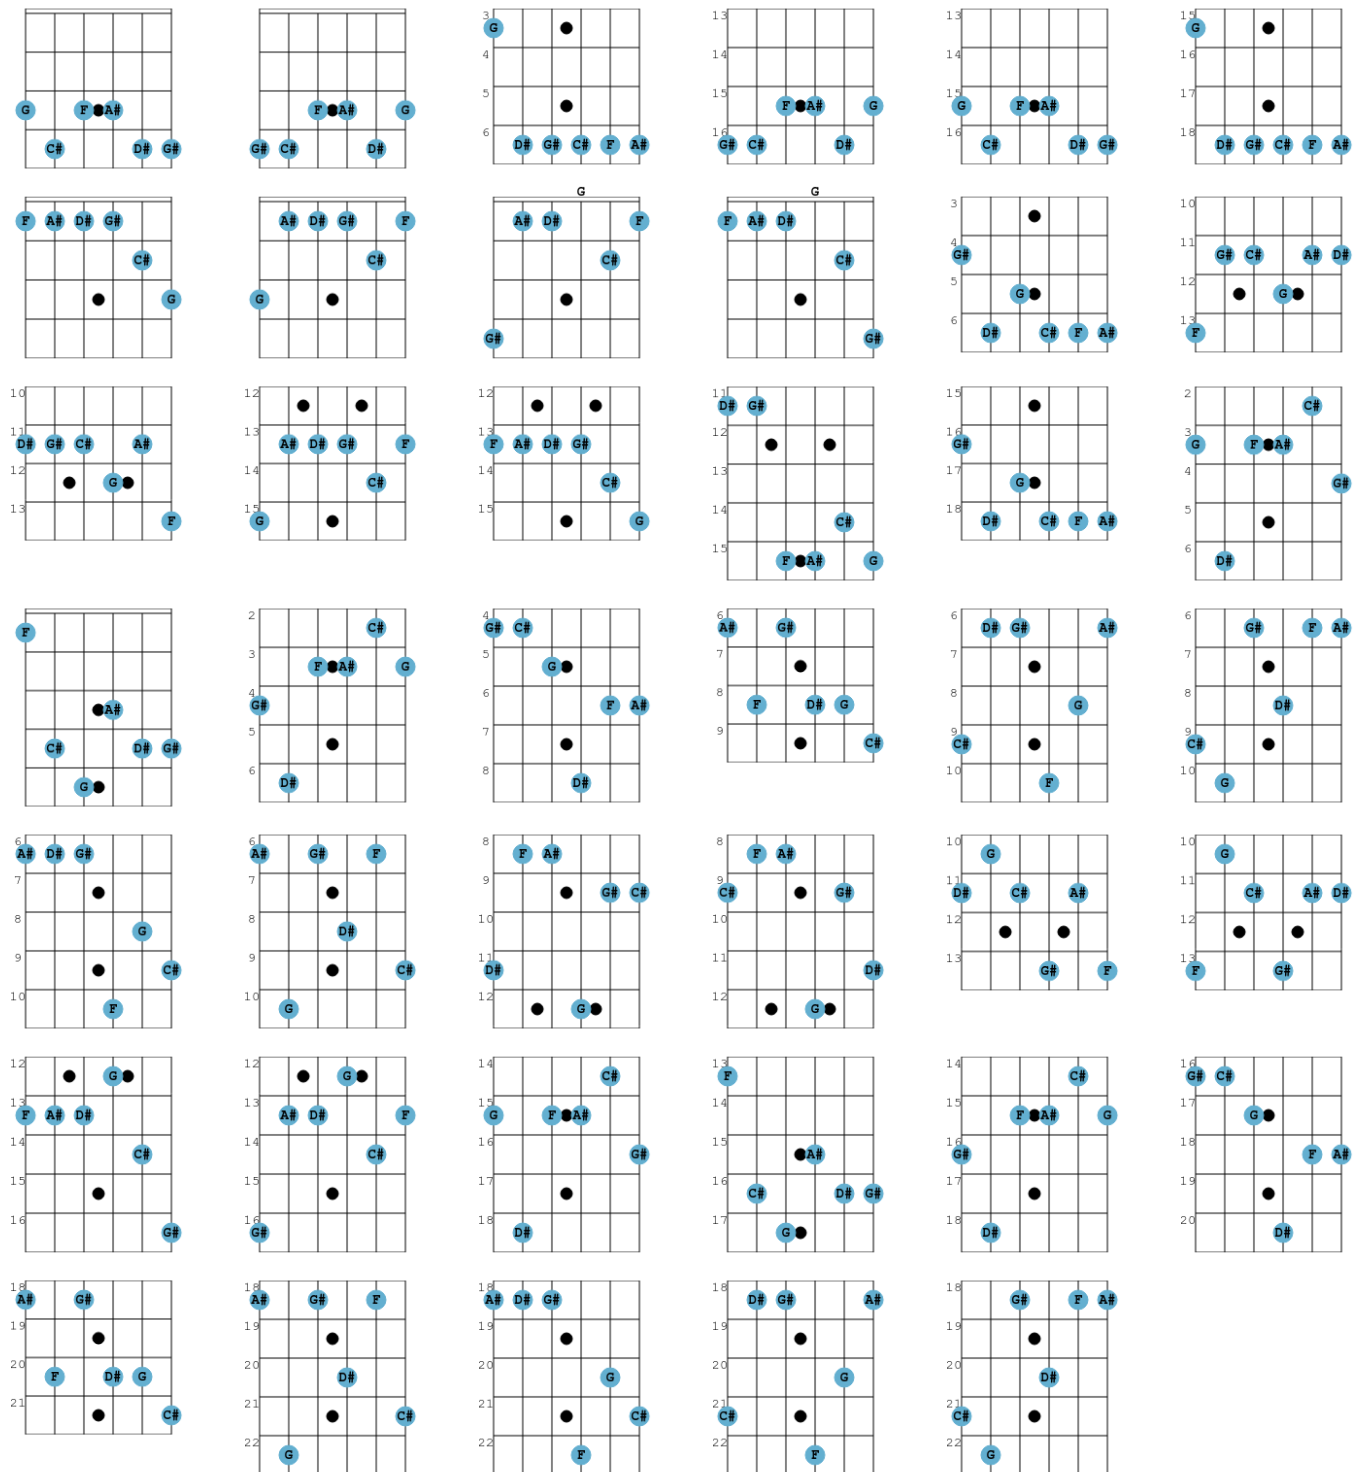 G F A#
C# D# G#
F A# G
G# C# D#
3
G
4
5
6
D# G# C# F A#
13
14
15
F A# G
16
G# C# D#
13
14
15
G F A#
16
C# D# G#
15
G
16
17
18
D# G# C# F A#
F A# D# G#
C#
G
A# D# G# F
C#
G
G
A# D# F
C#
G#
G
F A# D#
C#
G#
3
4
G#
5
G
6
D# C# F A#
10
11
G# C# A# D#
12
G
13
F
10
11
D# G# C# A#
12
G
13
F
12
13
A# D# G# F
14
C#
15
G
12
13
F A# D# G#
14
C#
15
G
11
D# G#
12
13
14
C#
15
F A# G
15
16
G#
17
G
18
D# C# F A#
2
C#
3
G F A#
4
G#
5
6
D#
F
A#
C# D# G#
G
2
C#
3
F A# G
4
G#
5
6
D#
4
G# C#
5
G
6
F A#
7
8
D#
6
A# G#
7
8
F D# G
9
C#
6
D# G# A#
7
8
G
9
C#
10
F
6
G# F A#
7
8
D#
9
C#
10
G
6
A# D# G#
7
8
G
9
C#
10
F
6
A# G# F
7
8
D#
9
C#
10
G
8
F A#
9
G# C#
10
11
D#
12
G
8
F A#
9
C# G#
10
11
D#
12
G
10
G
11
D# C# A#
12
13
G# F
10
G
11
C# A# D#
12
13
F G#
12
G
13
F A# D#
14
C#
15
16
G#
12
G
13
A# D# F
14
C#
15
16
G#
14
C#
15
G F A#
16
G#
17
18
D#
13
F
14
15
A#
16
C# D# G#
17
G
14
C#
15
F A# G
16
G#
17
18
D#
16
G# C#
17
G
18
F A#
19
20
D#
18
A# G#
19
20
F D# G
21
C#
18
A# G# F
19
20
D#
21
C#
22
G
18
A# D# G#
19
20
G
21
C#
22
F
18
D# G# A#
19
20
G
21
C#
22
F
18
G# F A#
19
20
D#
21
C#
22
G